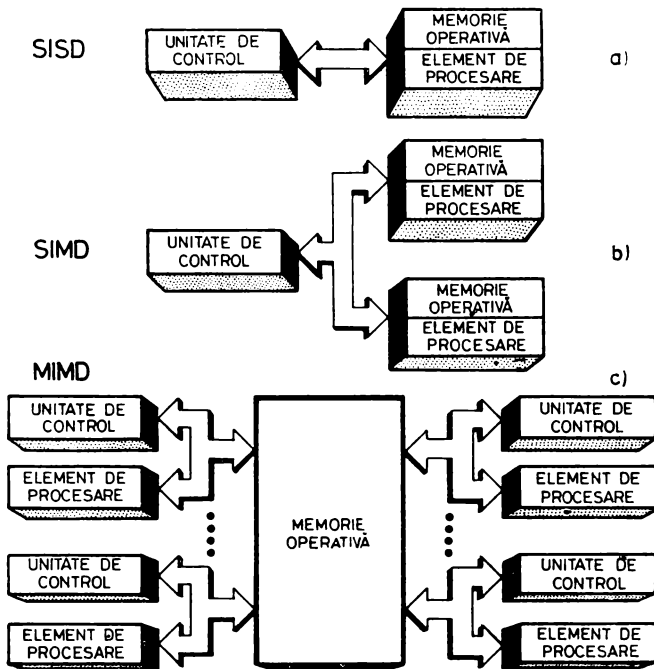 SISD
UNITATE DE
CONTROL
MEMORIE
OPERATIVĂ
ELEMENT DE
PROCESARE
a)
SIMD
UNITATE DE
CONTROL
MEMORIE
OPERATIVĂ
ELEMENT DE
PROCESARE
MEMORIE
OPERATIVĂ
ELEMENT DE
PROCESARE
b)
MIMD
c)
UNITATE DE
CONTROL
ELEMENT DE
PROCESARE
UNITATE DE
CONTROL
ELEMENT DE
PROCESARE
MEMORIE
OPERATIVĂ
UNITATE DE
CONTROL
ELEMENT DE
PROCESARE
UNITATE DE
CONTROL
ELEMENT DE
PROCESARE